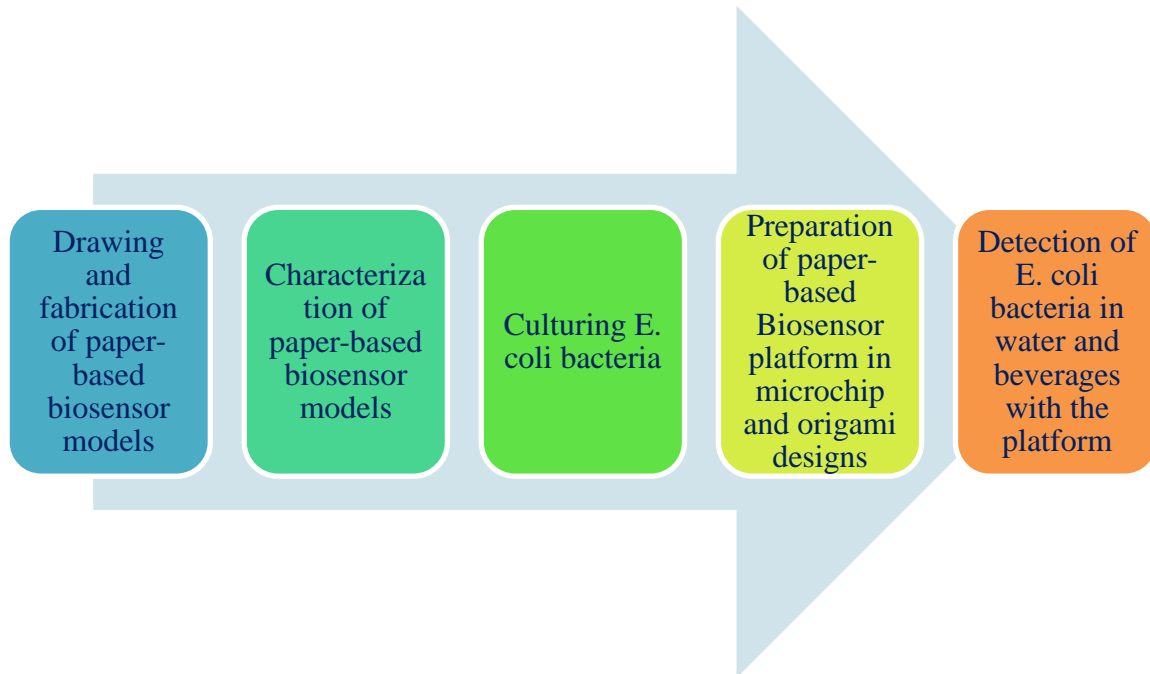 Drawing
and
fabrication
of paper-
based
biosensor
models
Characteriza
tion of
paper-based
biosensor
models
Culturing E.
coli bacteria
Preparation
of paper-
based
Biosensor
platform in
microchip
and origami
designs
Detection of
E. coli
bacteria in
water and
beverages
with the
platform